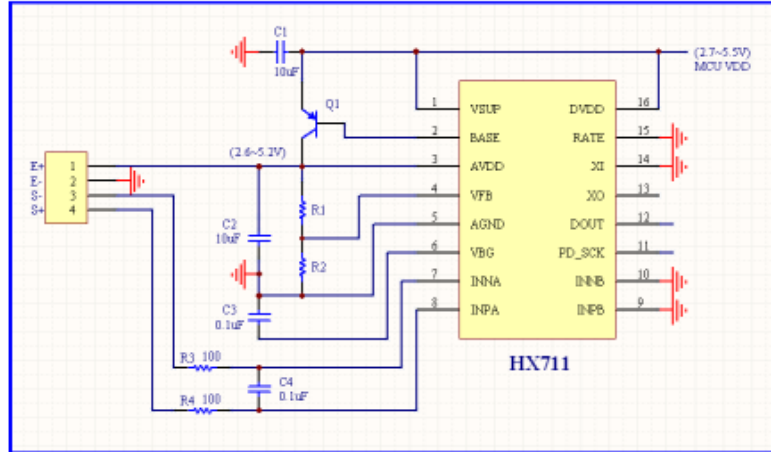 C1
10uF
(2.7~5.5V)
MCU VDD
Q1
1 VSUP DVDD 16
2 BASE RATE 15
(2.6~5.2V)
3 AVDD XI 14
E+ 1
E- 2
S- 3
S+ 4
4 VFB XO 13
R1
5 AGND DOUT 12
C2
10uF
6 VBG PD_SCK 11
R2
7 INNA INNB 10
C3
0.1uF
8 INPA INPB 9
HX711
R3 100
C4
0.1uF
R4 100